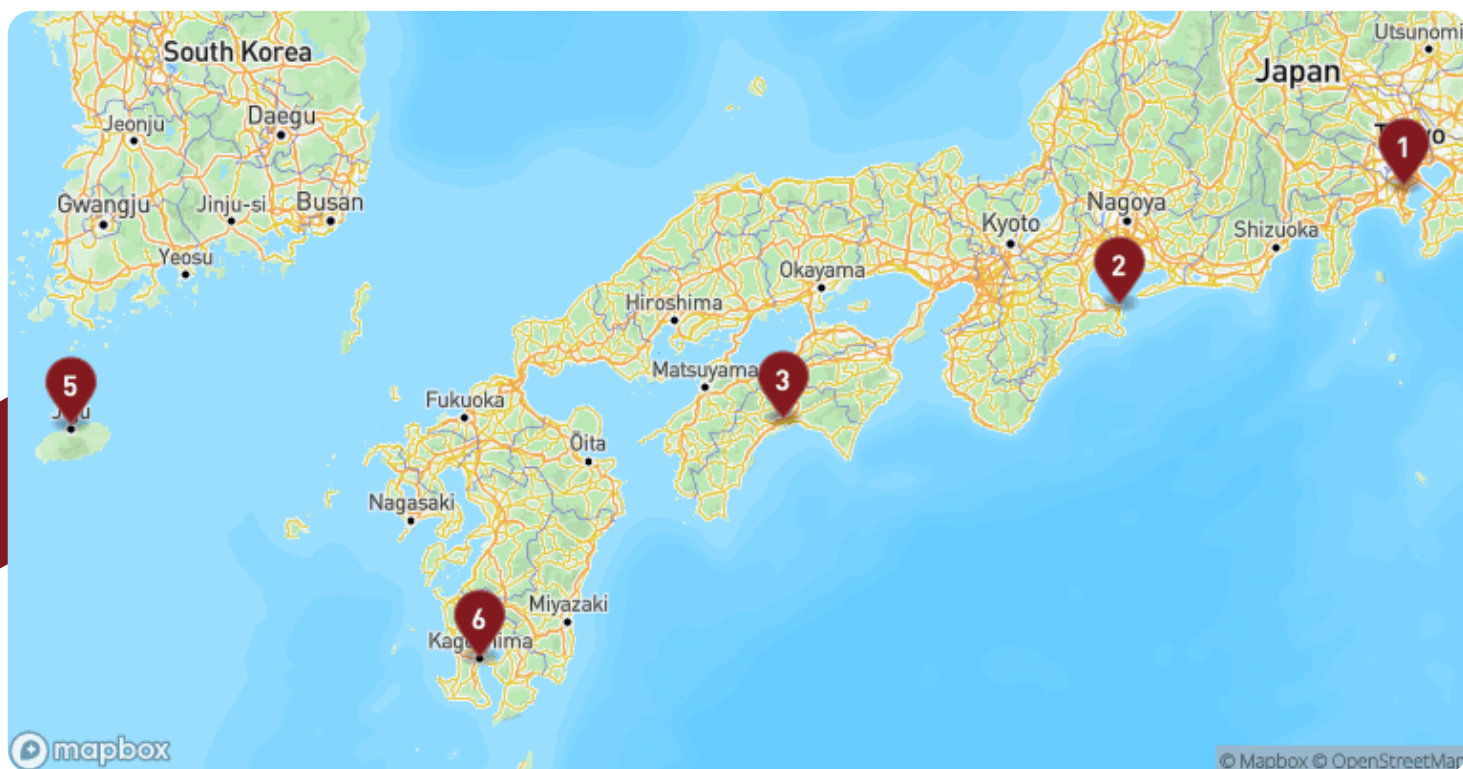 South Korea
Utsunomi
Japan
Daegu
Jeonju
1
Gwangju
Jinju-si
Busan
Nagoya
Kyoto
Shizuoka
Yeosu
2
Okayama
Hiroshima
Matsuyama
3
5
Fukuoka
Ōita
Nagasaki
Miyazaki
6
mapbox
© Mapbox © OpenStreetMap